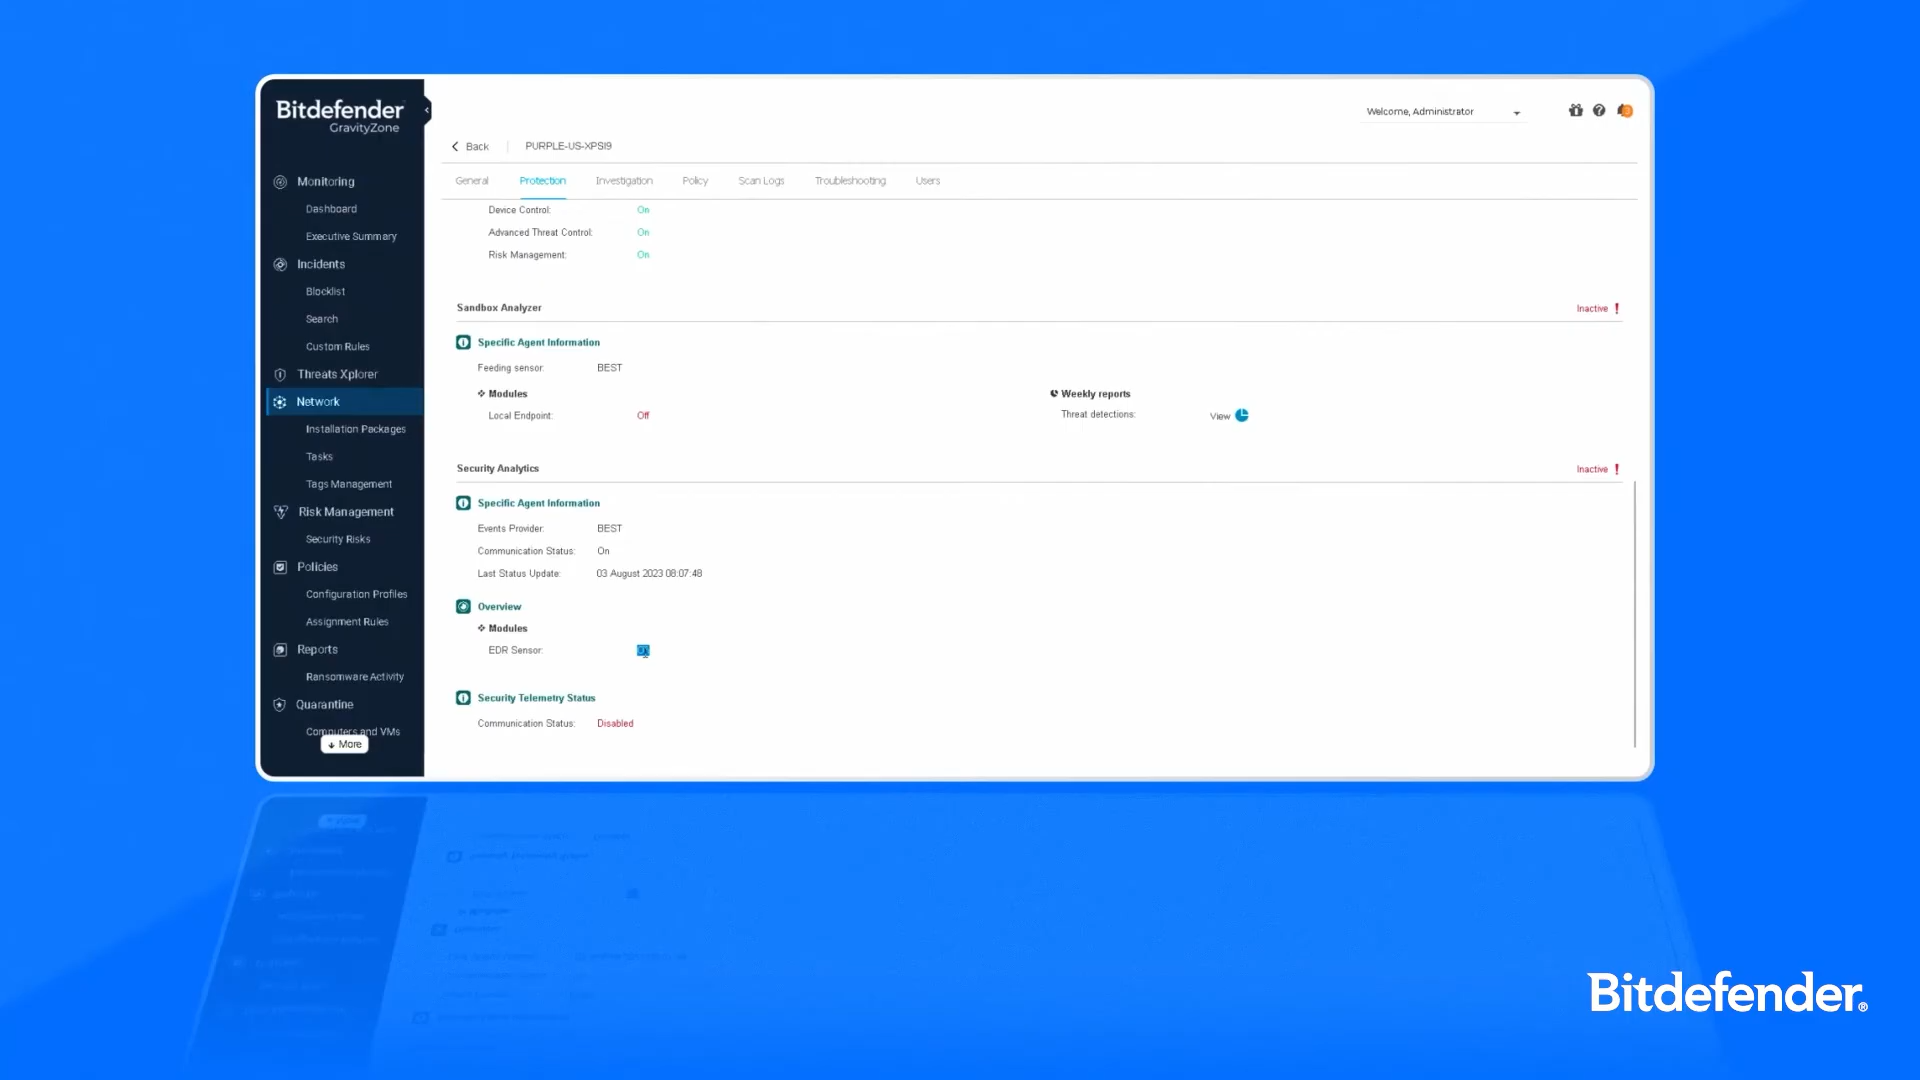 Bitdefender
GravityZone
Monitoring
Dashboard
Executive Summary
Incidents
Blocklist
Search
Custom Rules
Threats Xplorer
Network
Installation Packages
Tasks
Tags Management
Risk Management
Security Risks
Policies
Configuration Profiles
Assignment Rules
Reports
Ransomware Activity
Quarantine
Computers and VMs
More
Welcome, Administrator
Back
PURPLE-US-XPSI9
General Protection Investigation Policy Scan Logs Troubleshooting Users
Device Control: On
Advanced Threat Control: On
Risk Management: On
Sandbox Analyzer Inactive !
Specific Agent Information
Feeding sensor: BEST
Modules Weekly reports
Local Endpoint: Off Threat detections: View
Security Analytics Inactive !
Specific Agent Information
Events Provider: BEST
Communication Status: On
Last Status Update: 03 August 2023 08:07:48
Overview
Modules
EDR Sensor:
Security Telemetry Status
Communication Status: Disabled
Bitdefender®